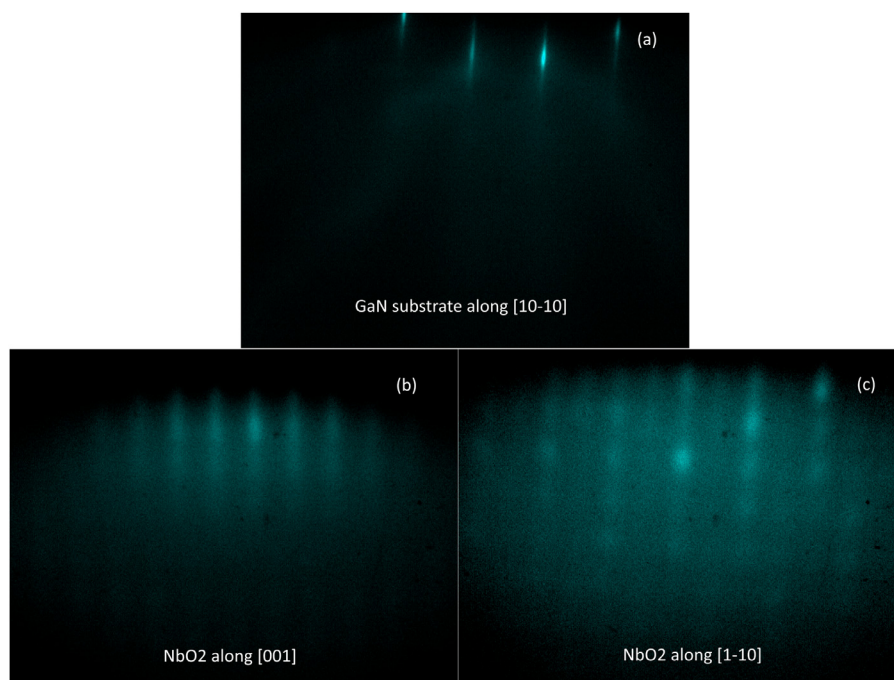 (a)
GaN substrate along [10-10]
(b)
(c)
NbO2 along [001]
NbO2 along [1-10]